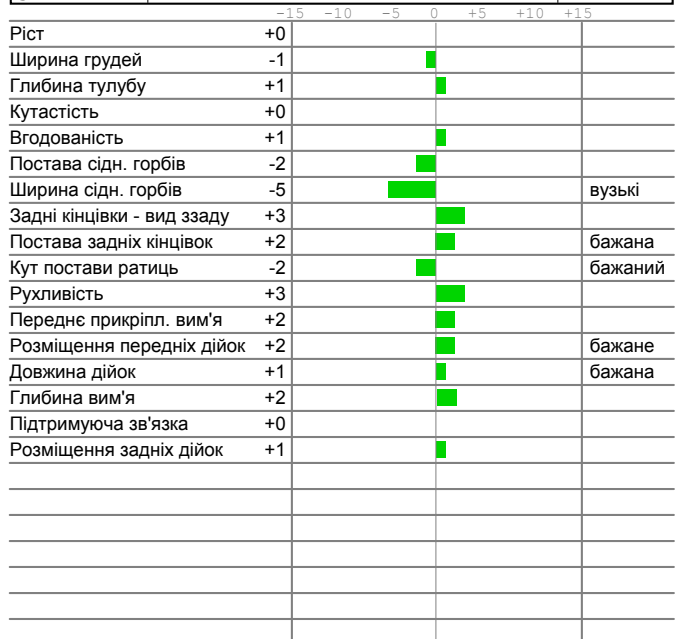 -15 -10 -5 0 +5 +10 +15
Ріст +0
Ширина грудей -1
Глибина тулубу +1
Кутастість +0
Вгодованість +1
Постава сідн. горбів -2
Ширина сідн. горбів -5 вузькі
Задні кінцівки - вид ззаду +3
Постава задніх кінцівок +2 бажана
Кут постави ратиць -2 бажаний
Рухливість +3
Переднє прикріпл. вим'я +2
Розміщення передніх дійок +2 бажане
Довжина дійок +1 бажана
Глибина вим'я +2
Підтримуюча зв'язка +0
Розміщення задніх дійок +1